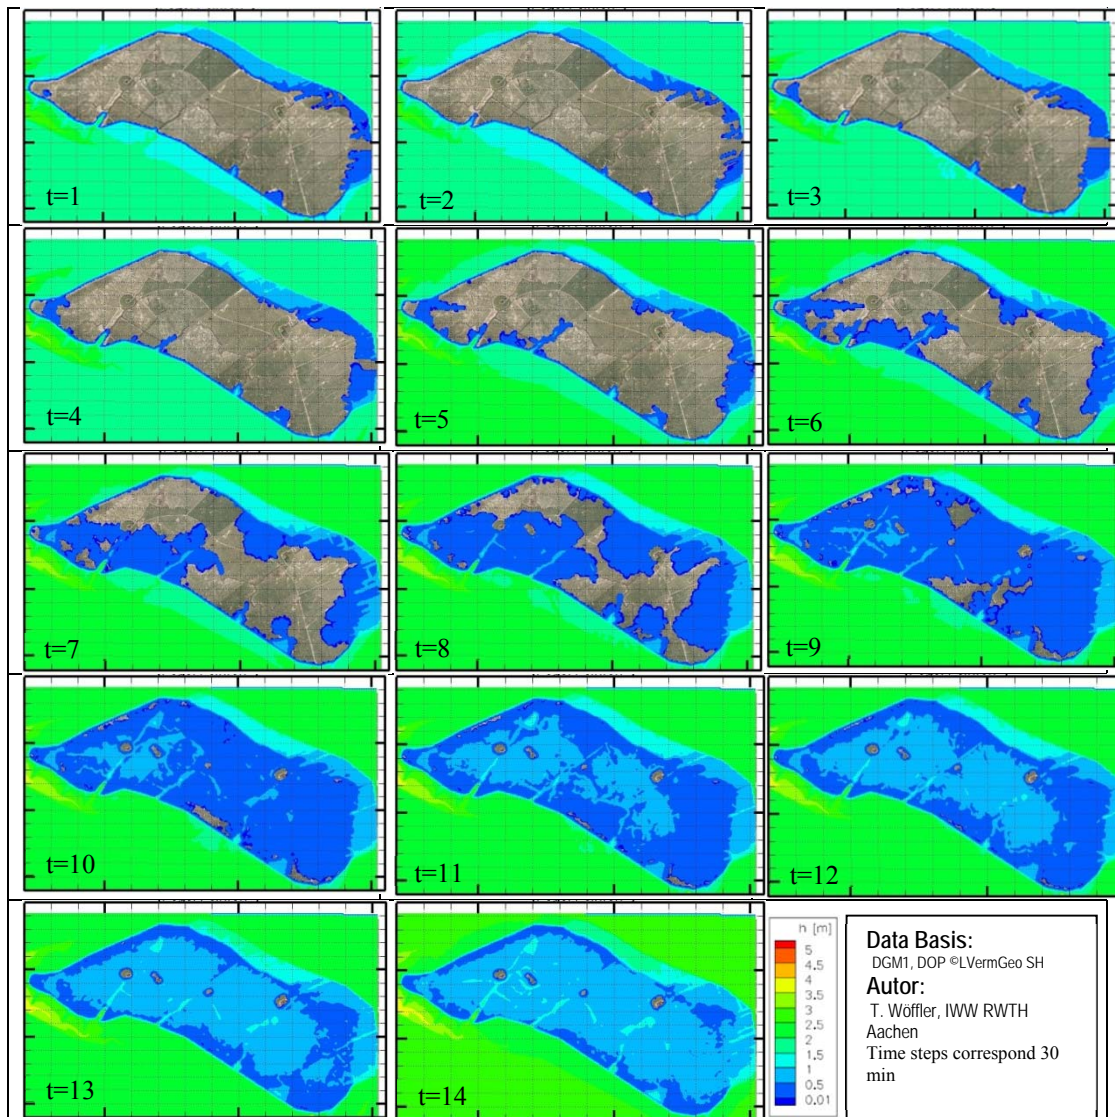 t=1
t=2
t=3
t=4
t=5
t=6
t=7
t=8
t=9
t=10
t=11
t=12
t=13
t=14
h [m]
5
4.5
4
3.5
3
2.5
2
1.5
1
0.5
0.01
Data Basis:
DGM1, DOP ©LVermGeo SH
Autor:
T. Wöffler, IWW RWTH
Aachen
Time steps correspond 30
min